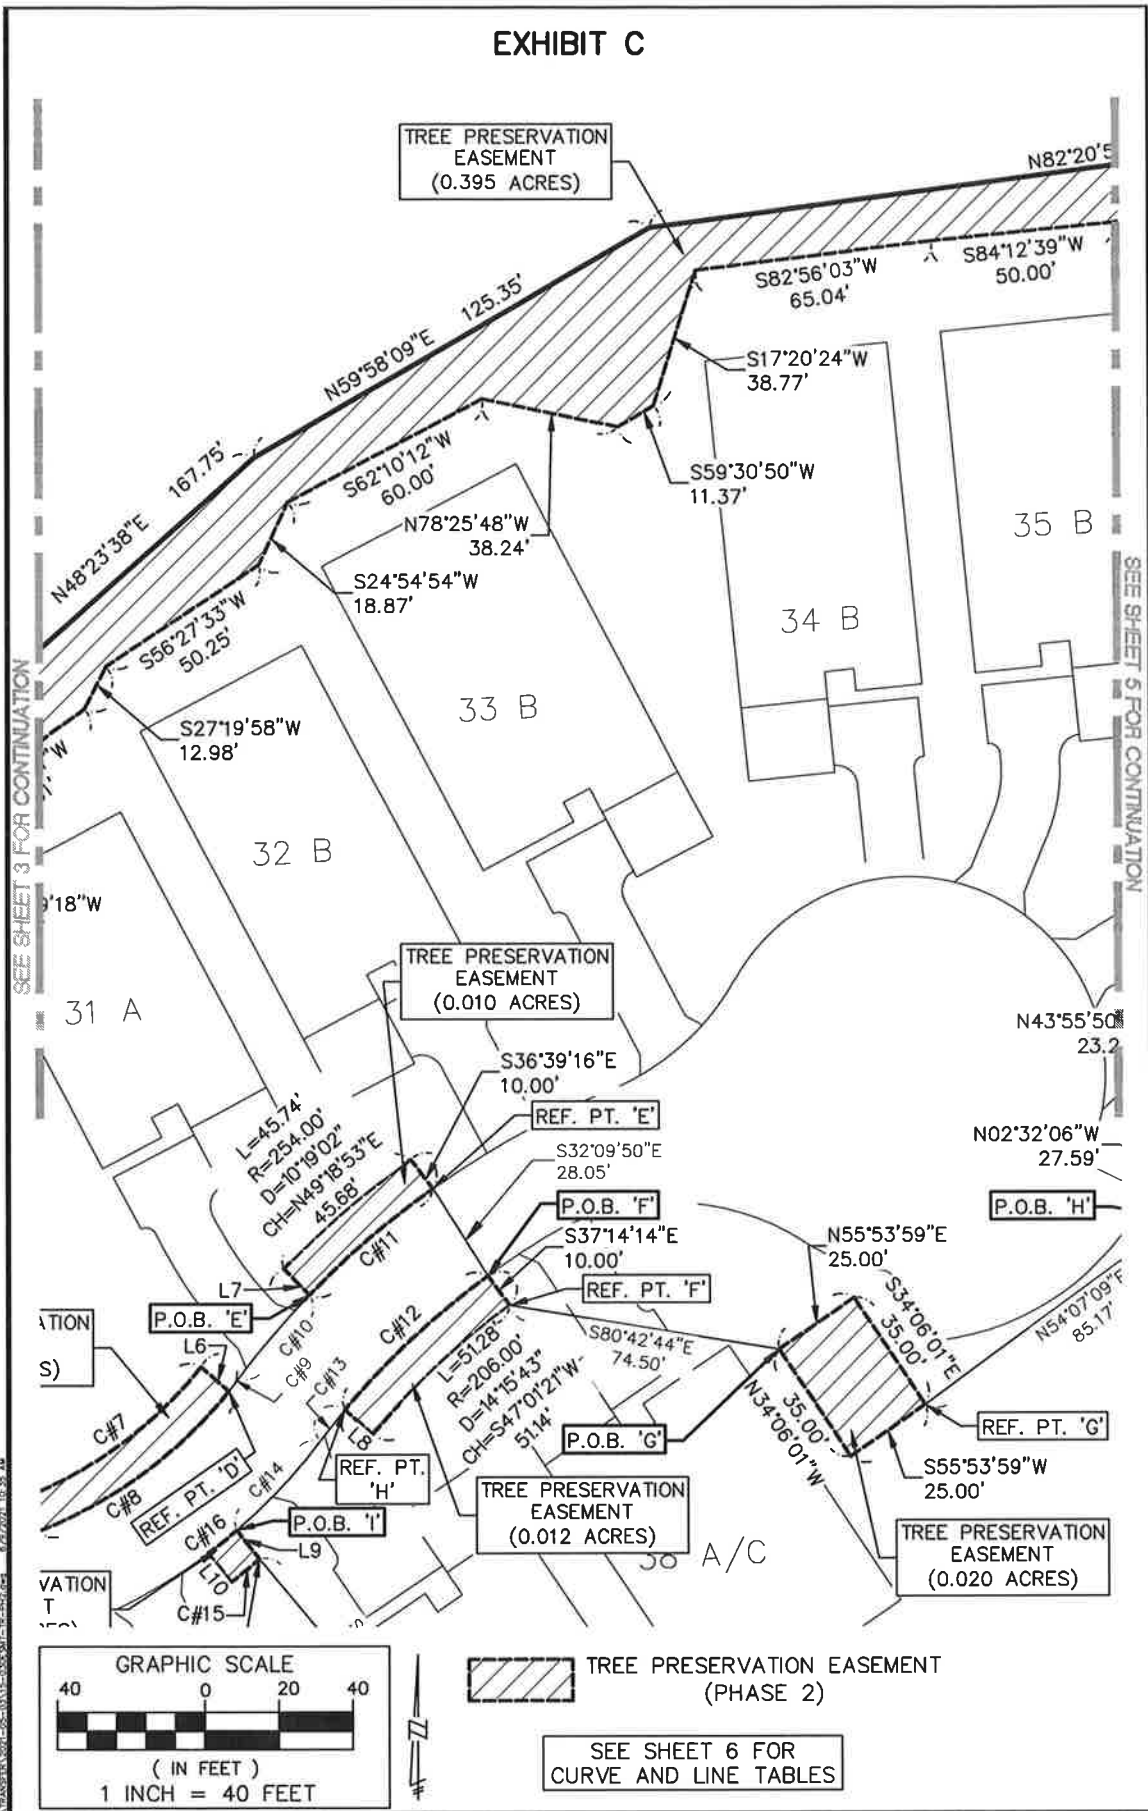 EXHIBIT C
TREE PRESERVATION
EASEMENT
(0.395 ACRES)
N82°20'5
S82°56'03"W
65.04'
S84°12'39"W
50.00'
N59°58'09"E 125.35'
S17°20'24"W
38.77'
S59°30'50"W
11.37'
N48°23'38"E 167.75'
S62°10'12"W
60.00'
N78°25'48"W
38.24'
S24°54'54"W
18.87'
S56°27'33"W
50.25'
S27°19'58"W
12.98'
"W
35 B
34 B
33 B
32 B
31 A
9'18"W
SEE SHEET 3 FOR CONTINUATION
SEE SHEET 5 FOR CONTINUATION
TREE PRESERVATION
EASEMENT
(0.010 ACRES)
N43°55'50
23.2
S36°39'16"E
10.00'
REF. PT. 'E'
L=45.74'
R=254.00'
D=10°19'02"
CH=N49°18'53"E
45.68'
S32°09'50"E
28.05'
N02°32'06"W
27.59'
P.O.B. 'F'
P.O.B. 'H'
S37°14'14"E
10.00'
N55°53'59"E
25.00'
REF. PT. 'F'
C#11
L7
P.O.B. 'E'
C#12
S34°06'01"E
35.00'
N54°07'09"E
85.17'
S80°42'44"E
74.50'
ATION
S)
L6
C#10
C#9
C#13
L=51.28'
R=206.00'
D=14°15'43"
CH=S47°01'21"W
51.14'
N34°06'01"W
35.00'
C#7
C#8
REF. PT. 'D'
L8
P.O.B. 'G'
REF. PT. 'G'
REF. PT.
'H'
C#14
S55°53'59"W
25.00'
TREE PRESERVATION
EASEMENT
(0.012 ACRES)
C#16
P.O.B. 'I'
L9
L10
C#15
38 A/C
TREE PRESERVATION
EASEMENT
(0.020 ACRES)
VATION
T
GRAPHIC SCALE
40 0 20 40
( IN FEET )
1 INCH = 40 FEET
TREE PRESERVATION EASEMENT
(PHASE 2)
SEE SHEET 6 FOR
CURVE AND LINE TABLES